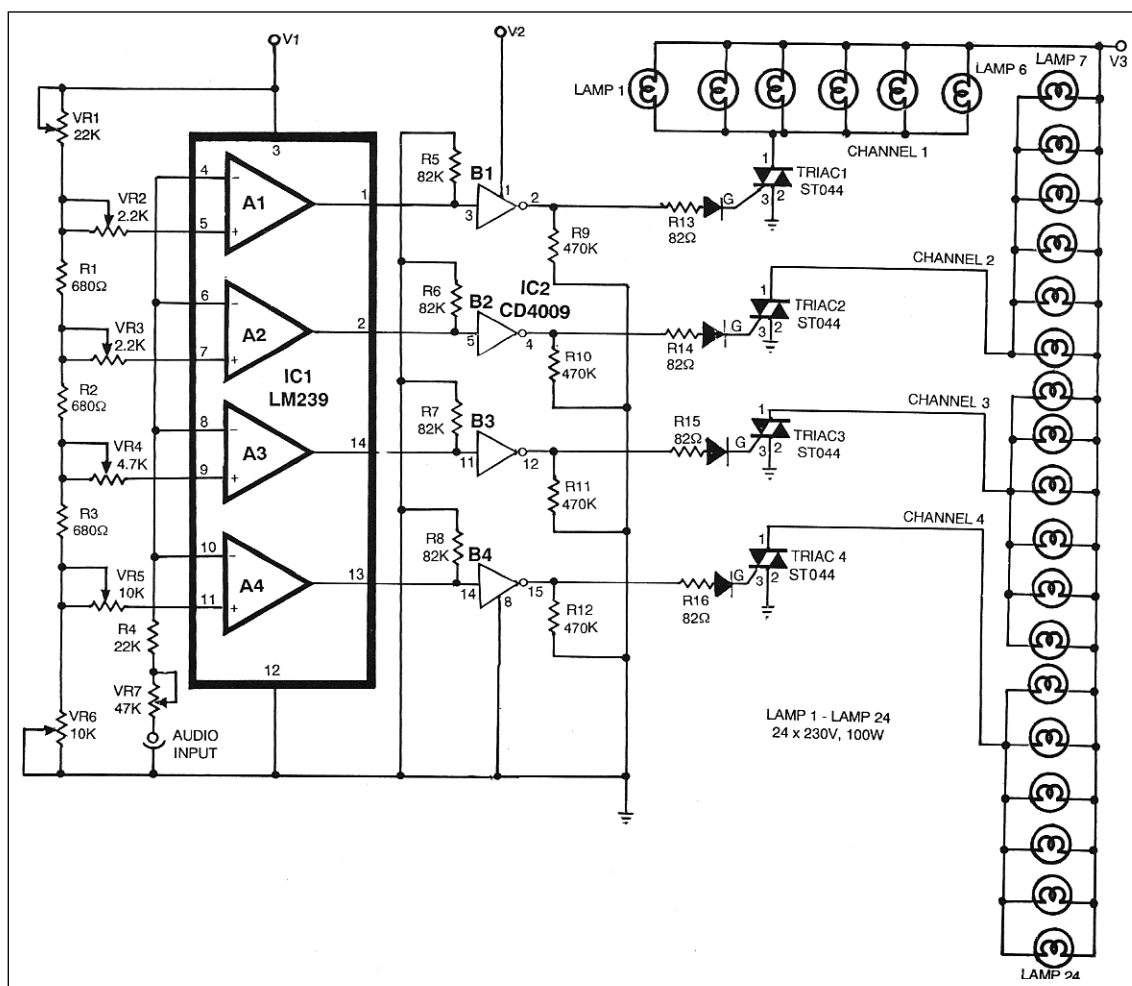 V1
V2
V3
LAMP 1
LAMP 6
LAMP 7
CHANNEL 1
VR1
22K
3
4
−
A1
5
+
1
VR2
2.2K
R5
82K
B1
1
3
2
R9
470K
R13
82Ω
G
1
3
2
TRIAC1
ST044
R1
680Ω
6
−
A2
7
+
2
VR3
2.2K
R6
82K
B2
5
4
IC2
CD4009
R10
470K
R14
82Ω
G
1
3
2
TRIAC2
ST044
CHANNEL 2
IC1
LM239
R2
680Ω
8
−
A3
9
+
14
VR4
4.7K
R7
82K
B3
11
12
R11
470K
R15
82Ω
G
1
3
2
TRIAC3
ST044
CHANNEL 3
R3
680Ω
10
−
A4
11
+
13
VR5
10K
R8
82K
B4
14
8
15
R12
470K
R16
82Ω
G
1
3
2
TRIAC 4
ST044
CHANNEL 4
R4
22K
12
VR7
47K
VR6
10K
AUDIO
INPUT
LAMP 1 - LAMP 24
24 x 230V, 100W
LAMP 24